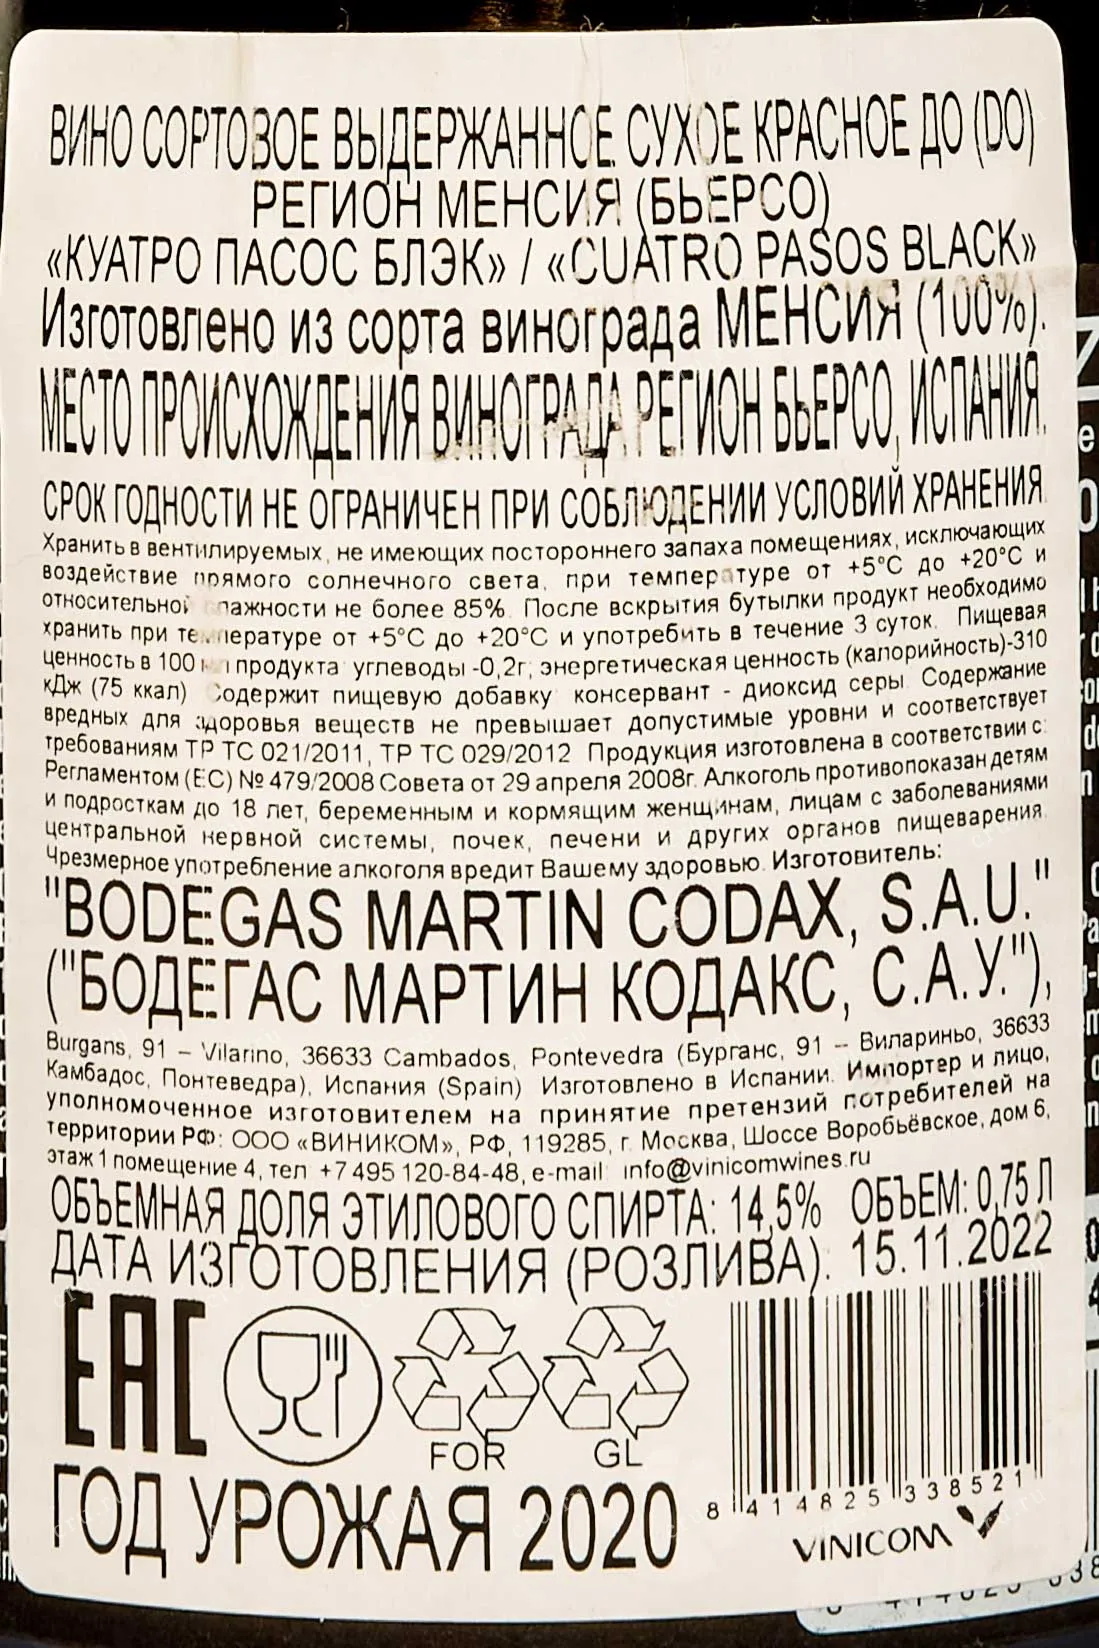 ВИНО СОРТОВОЕ ВЫДЕРЖАННОЕ СУХОЕ КРАСНОЕ ДО (DO)
РЕГИОН МЕНСИЯ (БЬЕРСО)
«КУАТРО ПАСОС БЛЭК» / «CUATRO PASOS BLACK»
Изготовлено из сорта винограда МЕНСИЯ (100%).
МЕСТО ПРОИСХОЖДЕНИЯ ВИНОГРАДА РЕГИОН БЬЕРСО, ИСПАНИЯ.
СРОК ГОДНОСТИ НЕ ОГРАНИЧЕН ПРИ СОБЛЮДЕНИИ УСЛОВИЙ ХРАНЕНИЯ
Хранить в вентилируемых, не имеющих постороннего запаха помещениях, исключающих
воздействие прямого солнечного света, при температуре от +5°С до +20°С и
относительной влажности не более 85%. После вскрытия бутылки продукт необходимо
хранить при температуре от +5°С до +20°С и употребить в течение 3 суток. Пищевая
ценность в 100 мл продукта углеводы -0,2г; энергетическая ценность (калорийность)-310
кДж (75 ккал) Содержит пищевую добавку консервант - диоксид серы. Содержание
вредных для здоровья веществ не превышает допустимые уровни и соответствует
требованиям ТР ТС 021/2011, ТР ТС 029/2012 Продукция изготовлена в соответствии с
Регламентом (ЕС) № 479/2008 Совета от 29 апреля 2008г. Алкоголь противопоказан детям
и подросткам до 18 лет, беременным и кормящим женщинам, лицам с заболеваниями
центральной нервной системы, почек, печени и других органов пищеварения.
Чрезмерное употребление алкоголя вредит Вашему здоровью. Изготовитель:
"BODEGAS MARTIN CODAX, S.A.U."
("БОДЕГАС МАРТИН КОДАКС, С.А.У."),
Burgans, 91 – Vilarino, 36633 Cambados, Pontevedra (Бурганс, 91 – Вилариньо, 36633
Камбадос, Понтеведра), Испания (Spain) Изготовлено в Испании. Импортер и лицо,
уполномоченное изготовителем на принятие претензий потребителей на
территории РФ: ООО «ВИНИКОМ», РФ, 119285, г. Москва, Шоссе Воробьёвское, дом 6,
этаж 1 помещение 4, тел +7 495 120-84-48, e-mail: info@vinicomwines.ru
ОБЪЕМНАЯ ДОЛЯ ЭТИЛОВОГО СПИРТА: 14,5% ОБЪЕМ: 0,75 Л
ДАТА ИЗГОТОВЛЕНИЯ (РОЗЛИВА): 15.11.2022
EAC
FOR GL
ГОД УРОЖАЯ 2020
8 414825 338521
VINICOM